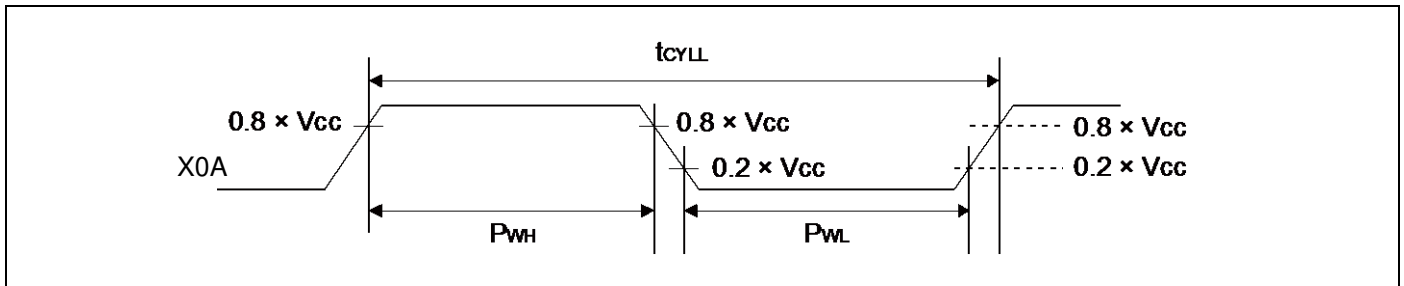 tCYLL
0.8 × Vcc 0.8 × Vcc 0.8 × Vcc
X0A 0.2 × Vcc 0.2 × Vcc
PWH PWL